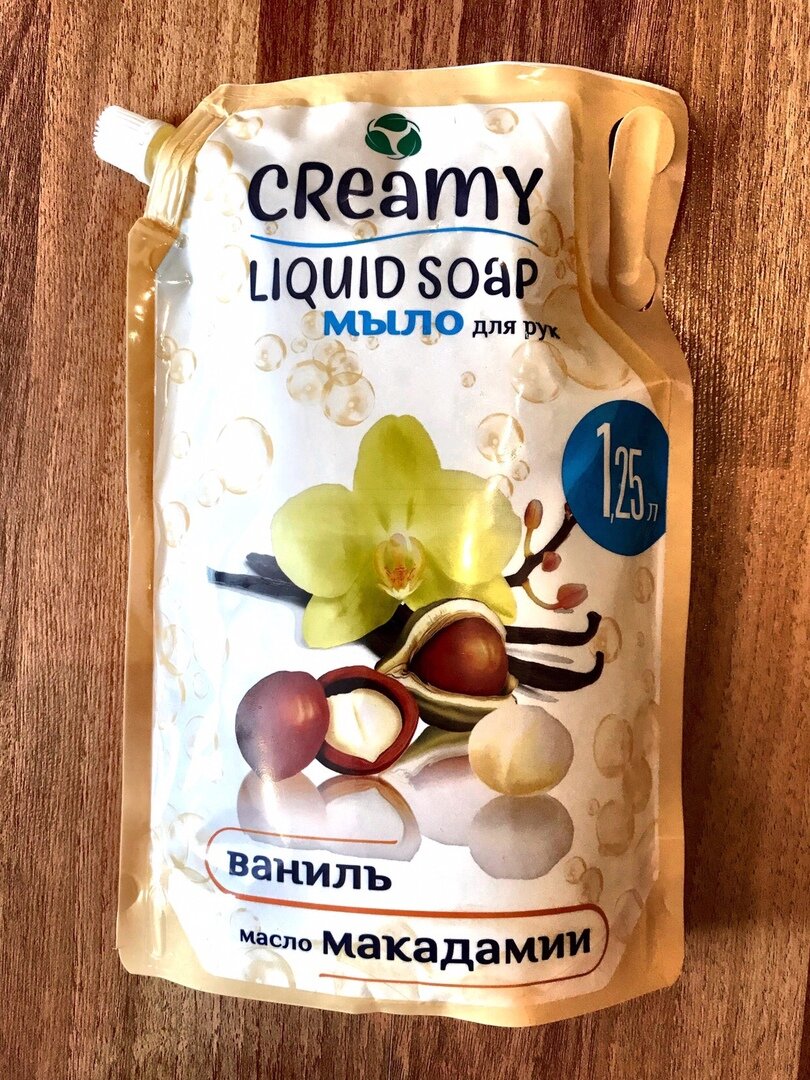 CReamY
LIQUID SOaP
мыло для рук
1,25 л
ваниль
масло макадамии